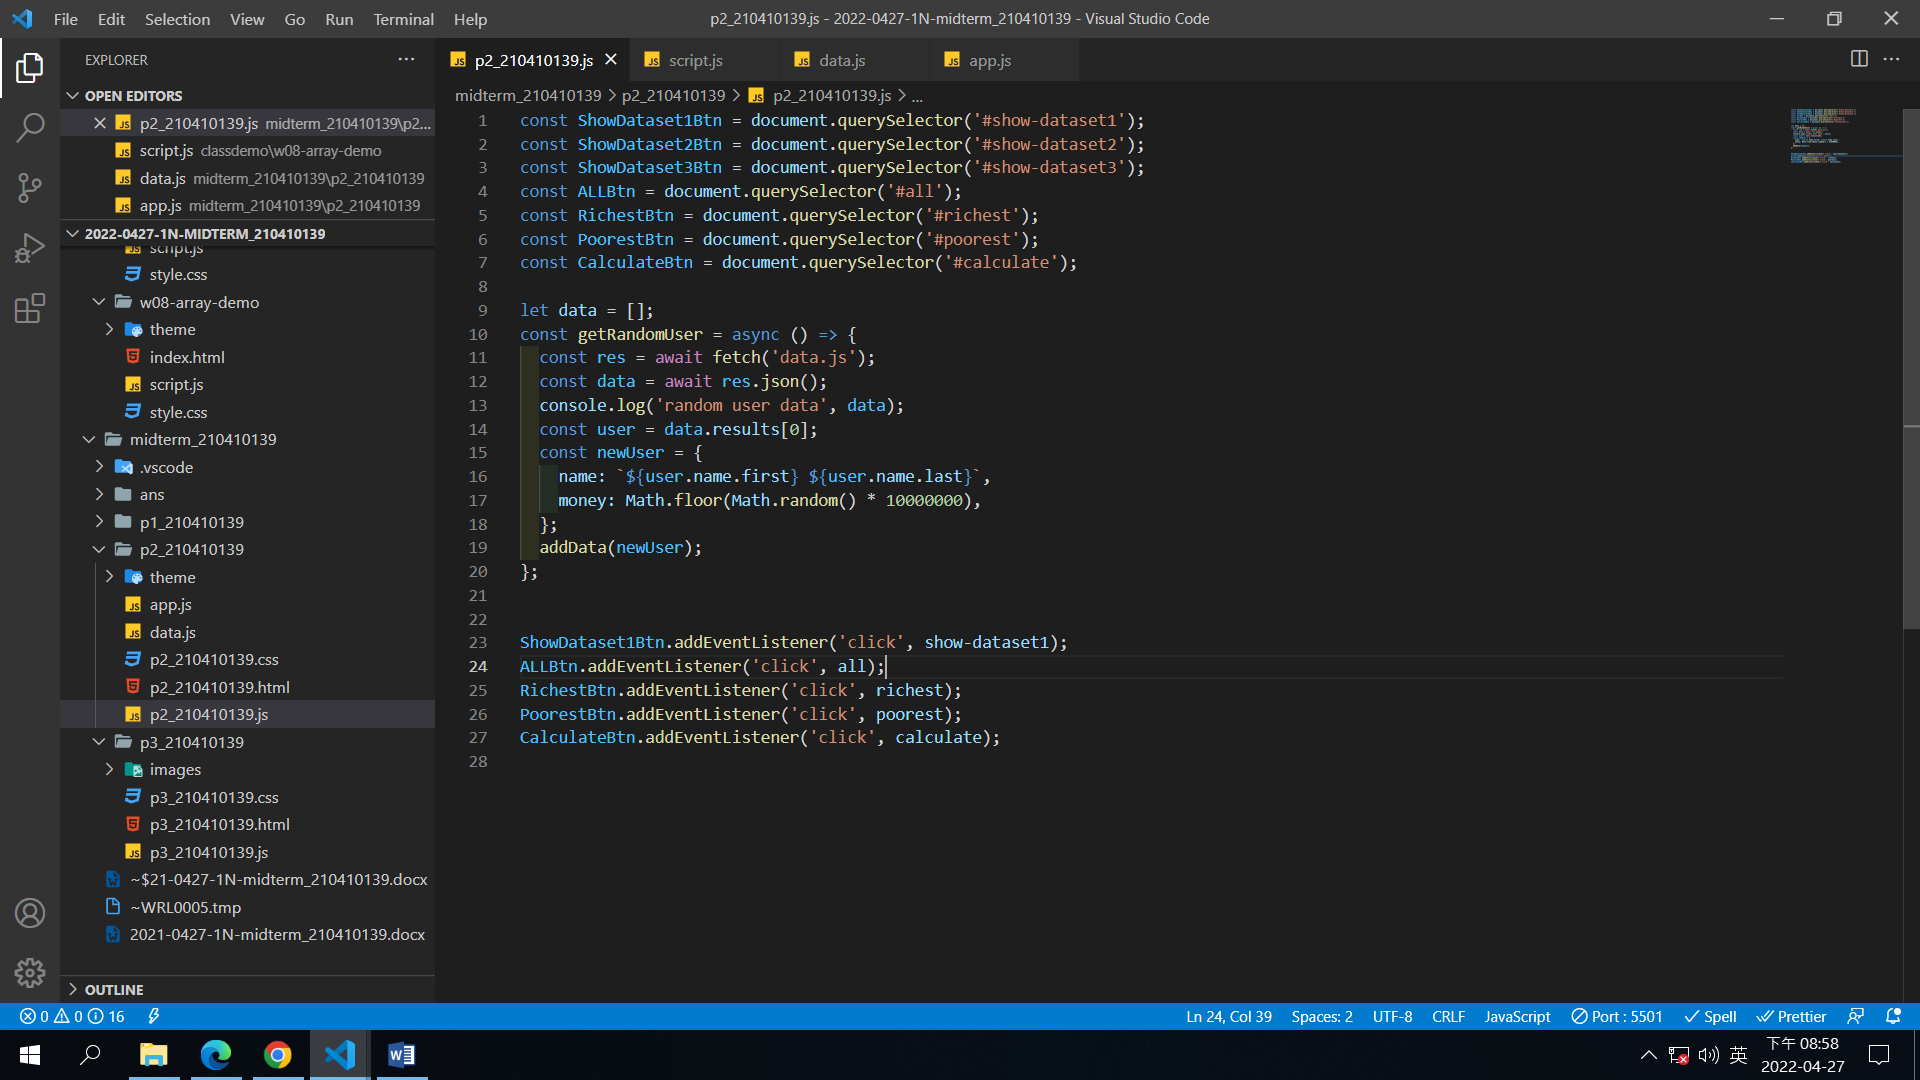 File Edit Selection View Go Run Terminal Help
p2_210410139.js - 2022-0427-1N-midterm_210410139 - Visual Studio Code
EXPLORER
OPEN EDITORS
p2_210410139.js midterm_210410139\p2...
script.js classdemo\w08-array-demo
data.js midterm_210410139\p2_210410139
app.js midterm_210410139\p2_210410139
2022-0427-1N-MIDTERM_210410139
script.js
style.css
w08-array-demo
theme
index.html
script.js
style.css
midterm_210410139
.vscode
ans
p1_210410139
p2_210410139
theme
app.js
data.js
p2_210410139.css
p2_210410139.html
p2_210410139.js
p3_210410139
images
p3_210410139.css
p3_210410139.html
p3_210410139.js
~$21-0427-1N-midterm_210410139.docx
~WRL0005.tmp
2021-0427-1N-midterm_210410139.docx
OUTLINE
p2_210410139.js script.js data.js app.js
midterm_210410139 > p2_210410139 > p2_210410139.js > ...
1 const ShowDataset1Btn = document.querySelector('#show-dataset1');
2 const ShowDataset2Btn = document.querySelector('#show-dataset2');
3 const ShowDataset3Btn = document.querySelector('#show-dataset3');
4 const ALLBtn = document.querySelector('#all');
5 const RichestBtn = document.querySelector('#richest');
6 const PoorestBtn = document.querySelector('#poorest');
7 const CalculateBtn = document.querySelector('#calculate');
8
9 let data = [];
10 const getRandomUser = async () => {
11 const res = await fetch('data.js');
12 const data = await res.json();
13 console.log('random user data', data);
14 const user = data.results[0];
15 const newUser = {
16 name: `${user.name.first} ${user.name.last}`,
17 money: Math.floor(Math.random() * 10000000),
18 };
19 addData(newUser);
20 };
21
22
23 ShowDataset1Btn.addEventListener('click', show-dataset1);
24 ALLBtn.addEventListener('click', all);
25 RichestBtn.addEventListener('click', richest);
26 PoorestBtn.addEventListener('click', poorest);
27 CalculateBtn.addEventListener('click', calculate);
28
0 0 16
Ln 24, Col 39 Spaces: 2 UTF-8 CRLF JavaScript Port : 5501 Spell Prettier
英
下午 08:58
2022-04-27